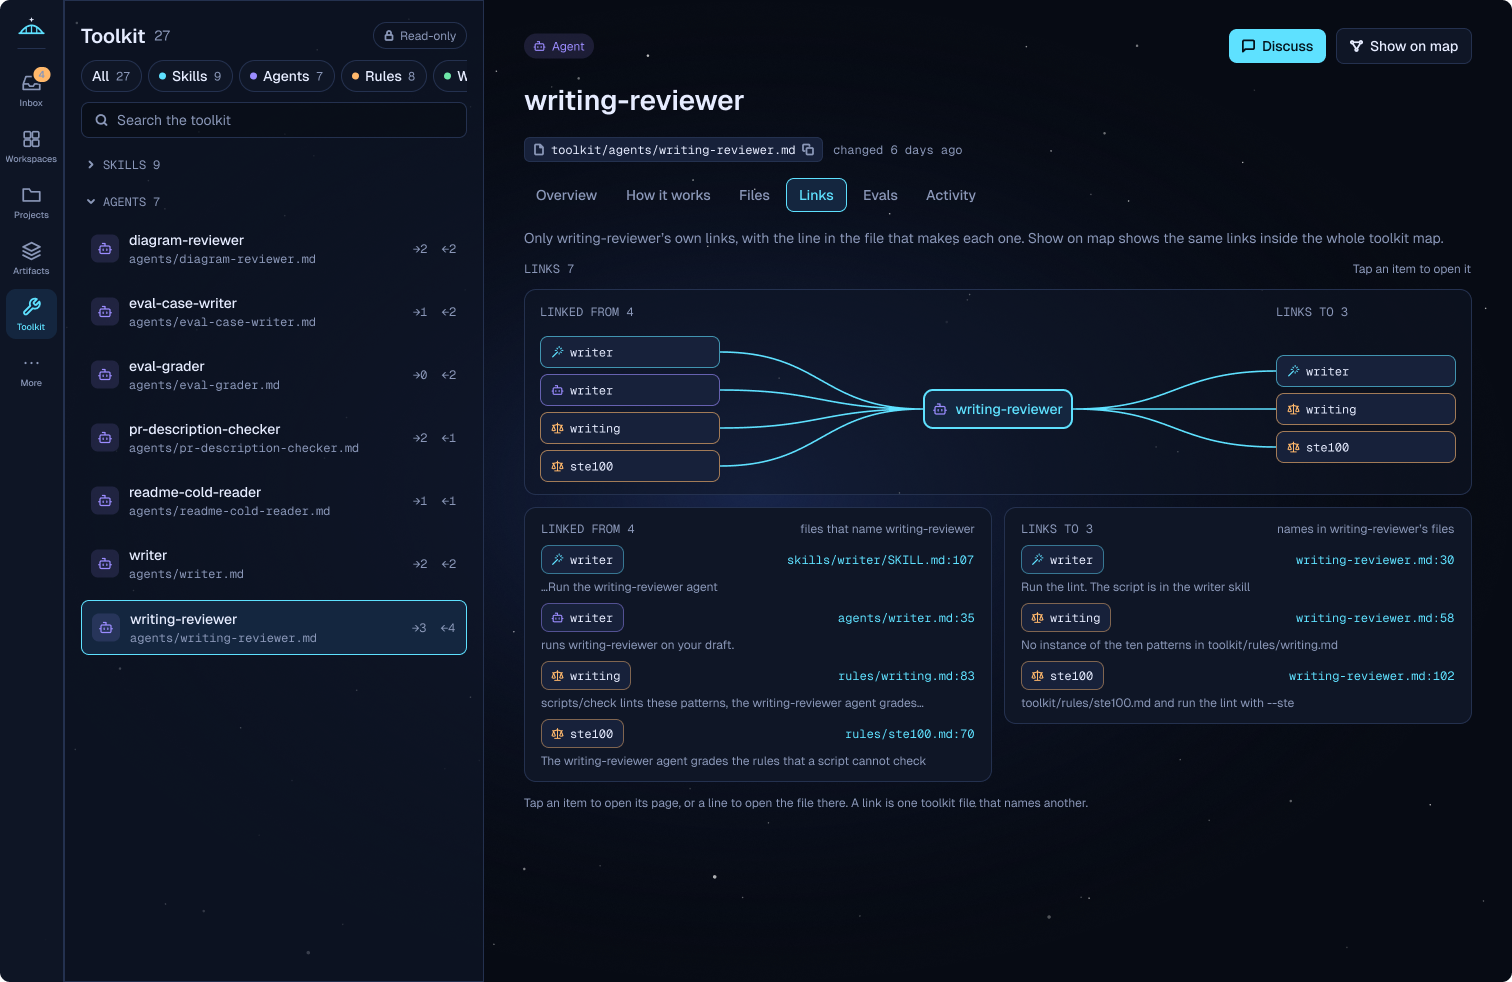 4
Inbox
Workspaces
Projects
Artifacts
Toolkit
More
Toolkit 27
Read-only
All 27
Skills 9
Agents 7
Rules 8
Search the toolkit
SKILLS 9
AGENTS 7
diagram-reviewer
agents/diagram-reviewer.md
→2 ←2
eval-case-writer
agents/eval-case-writer.md
→1 ←2
eval-grader
agents/eval-grader.md
→0 ←2
pr-description-checker
agents/pr-description-checker.md
→2 ←1
readme-cold-reader
agents/readme-cold-reader.md
→1 ←1
writer
agents/writer.md
→2 ←2
writing-reviewer
agents/writing-reviewer.md
→3 ←4
Agent
Discuss
Show on map
writing-reviewer
toolkit/agents/writing-reviewer.md
changed 6 days ago
Overview
How it works
Files
Links
Evals
Activity
Only writing-reviewer's own links, with the line in the file that makes each one. Show on map shows the same links inside the whole toolkit map.
LINKS 7
Tap an item to open it
LINKED FROM 4
writer
writer
writing
ste100
writing-reviewer
LINKS TO 3
writer
writing
ste100
LINKED FROM 4
files that name writing-reviewer
writer
skills/writer/SKILL.md:107
…Run the writing-reviewer agent
writer
agents/writer.md:35
runs writing-reviewer on your draft.
writing
rules/writing.md:83
scripts/check lints these patterns, the writing-reviewer agent grades…
ste100
rules/ste100.md:70
The writing-reviewer agent grades the rules that a script cannot check
LINKS TO 3
names in writing-reviewer's files
writer
writing-reviewer.md:30
Run the lint. The script is in the writer skill
writing
writing-reviewer.md:58
No instance of the ten patterns in toolkit/rules/writing.md
ste100
writing-reviewer.md:102
toolkit/rules/ste100.md and run the lint with --ste
Tap an item to open its page, or a line to open the file there. A link is one toolkit file that names another.